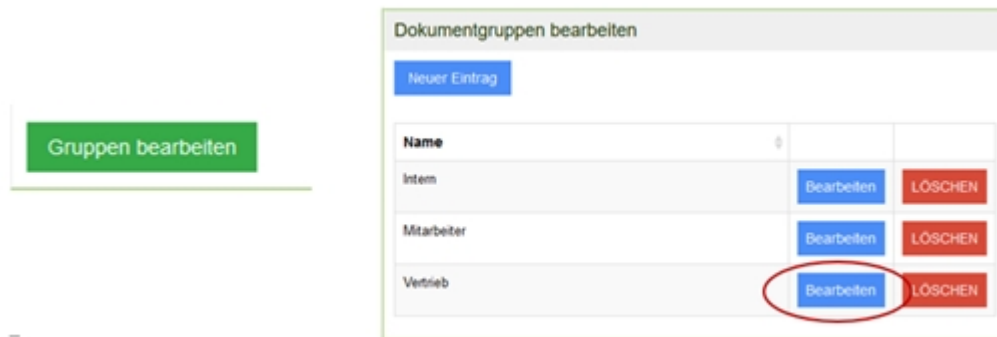 Gruppen bearbeiten
Dokumentgruppen bearbeiten
Neuer Eintrag
Name
Intern Bearbeiten LÖSCHEN
Mitarbeiter Bearbeiten LÖSCHEN
Vertrieb Bearbeiten LÖSCHEN